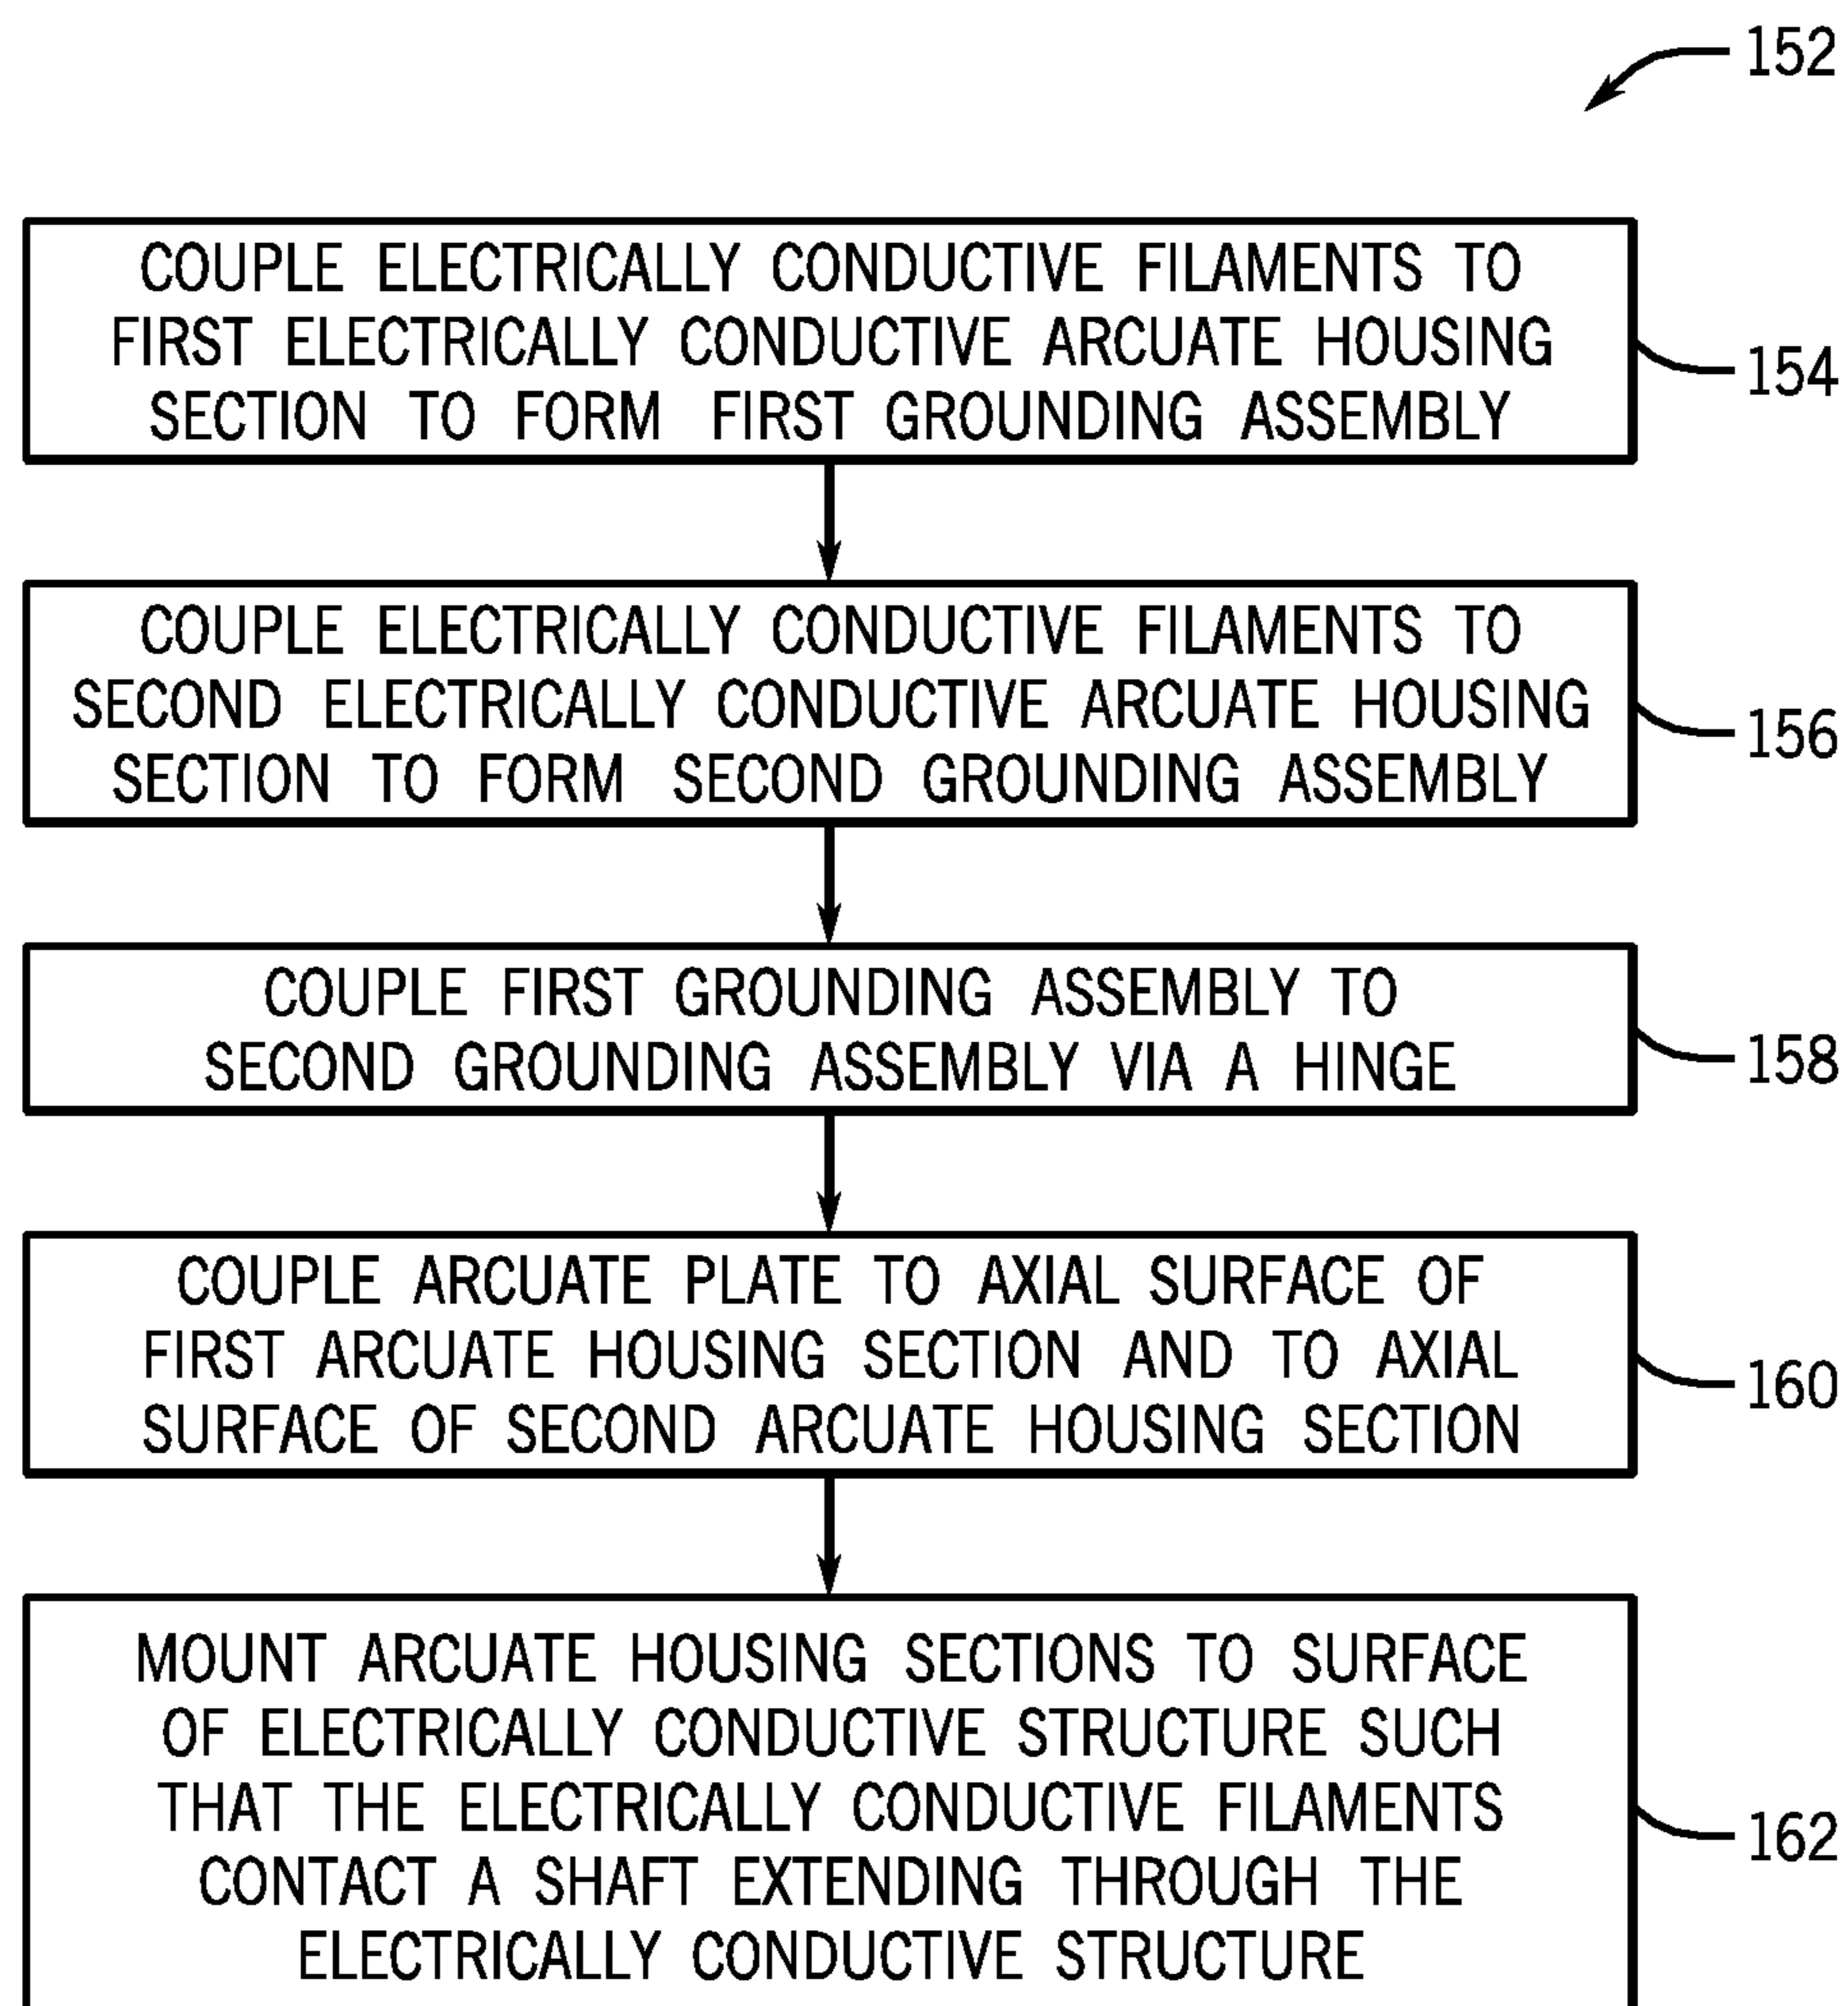 152
COUPLE ELECTRICALLY CONDUCTIVE FILAMENTS TO
FIRST ELECTRICALLY CONDUCTIVE ARCUATE HOUSING
SECTION TO FORM FIRST GROUNDING ASSEMBLY
154
COUPLE ELECTRICALLY CONDUCTIVE FILAMENTS TO
SECOND ELECTRICALLY CONDUCTIVE ARCUATE HOUSING
SECTION TO FORM SECOND GROUNDING ASSEMBLY
156
COUPLE FIRST GROUNDING ASSEMBLY TO
SECOND GROUNDING ASSEMBLY VIA A HINGE
158
COUPLE ARCUATE PLATE TO AXIAL SURFACE OF
FIRST ARCUATE HOUSING SECTION AND TO AXIAL
SURFACE OF SECOND ARCUATE HOUSING SECTION
160
MOUNT ARCUATE HOUSING SECTIONS TO SURFACE
OF ELECTRICALLY CONDUCTIVE STRUCTURE SUCH
THAT THE ELECTRICALLY CONDUCTIVE FILAMENTS
CONTACT A SHAFT EXTENDING THROUGH THE
ELECTRICALLY CONDUCTIVE STRUCTURE
162